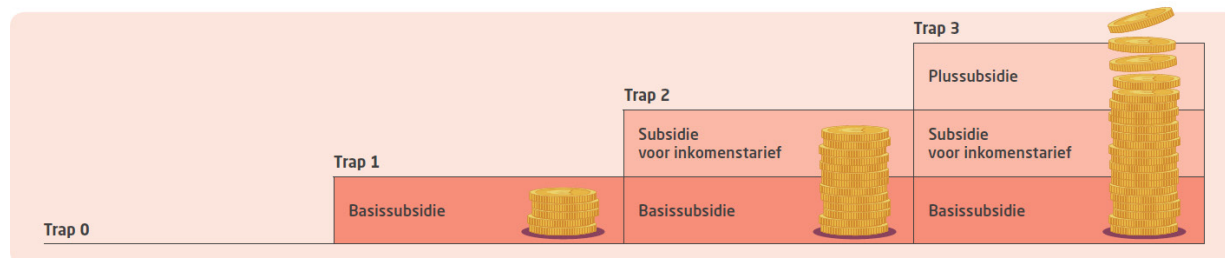 Trap 3
Plussubsidie
Trap 2
Subsidie
voor inkomenstarief
Subsidie
voor inkomenstarief
Trap 1
Basissubsidie
Basissubsidie
Basissubsidie
Trap 0